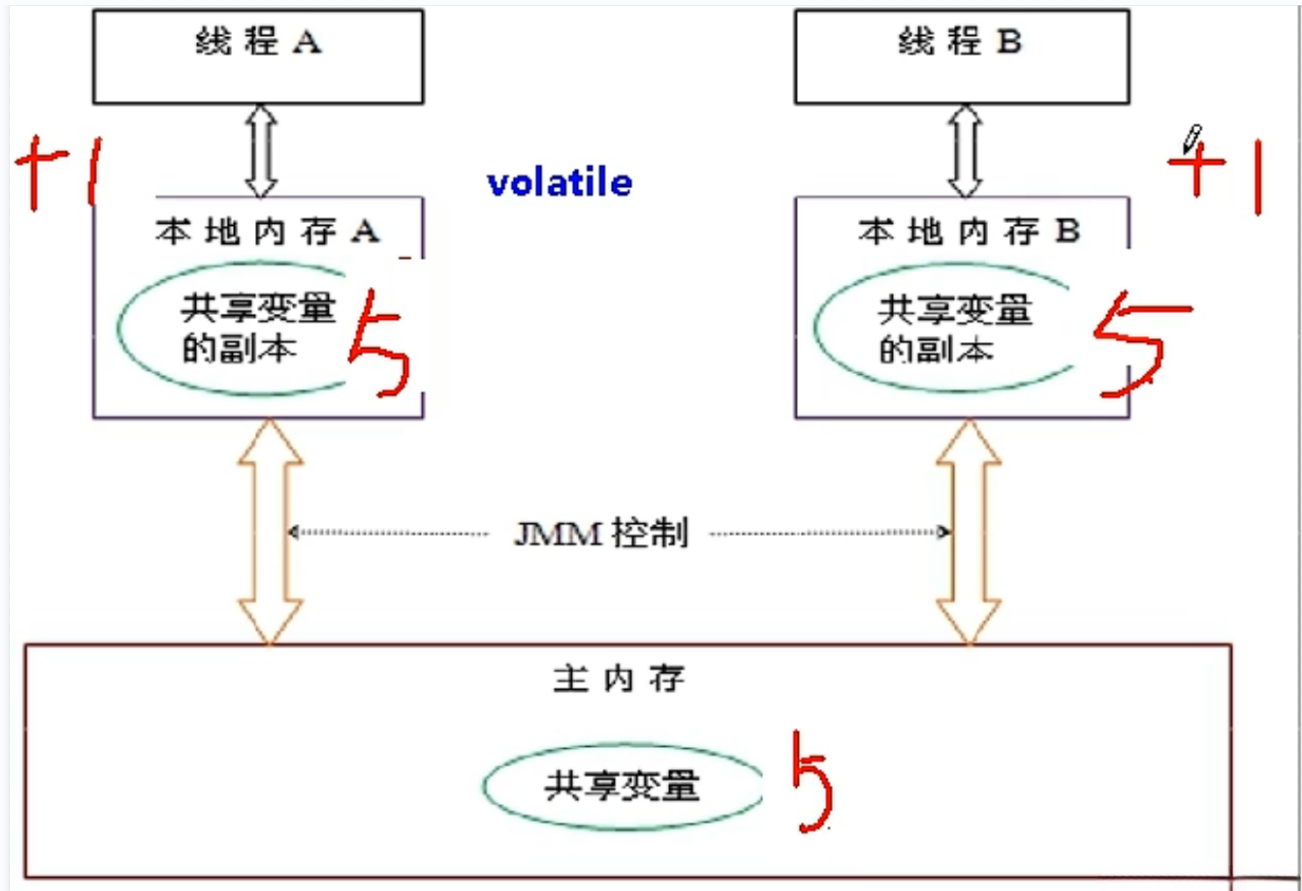 线程 A
线程 B
+1
volatile
+1
本地内存 A
本地内存 B
共享变量
的副本
5
共享变量
的副本
5
JMM 控制
主内存
共享变量
5